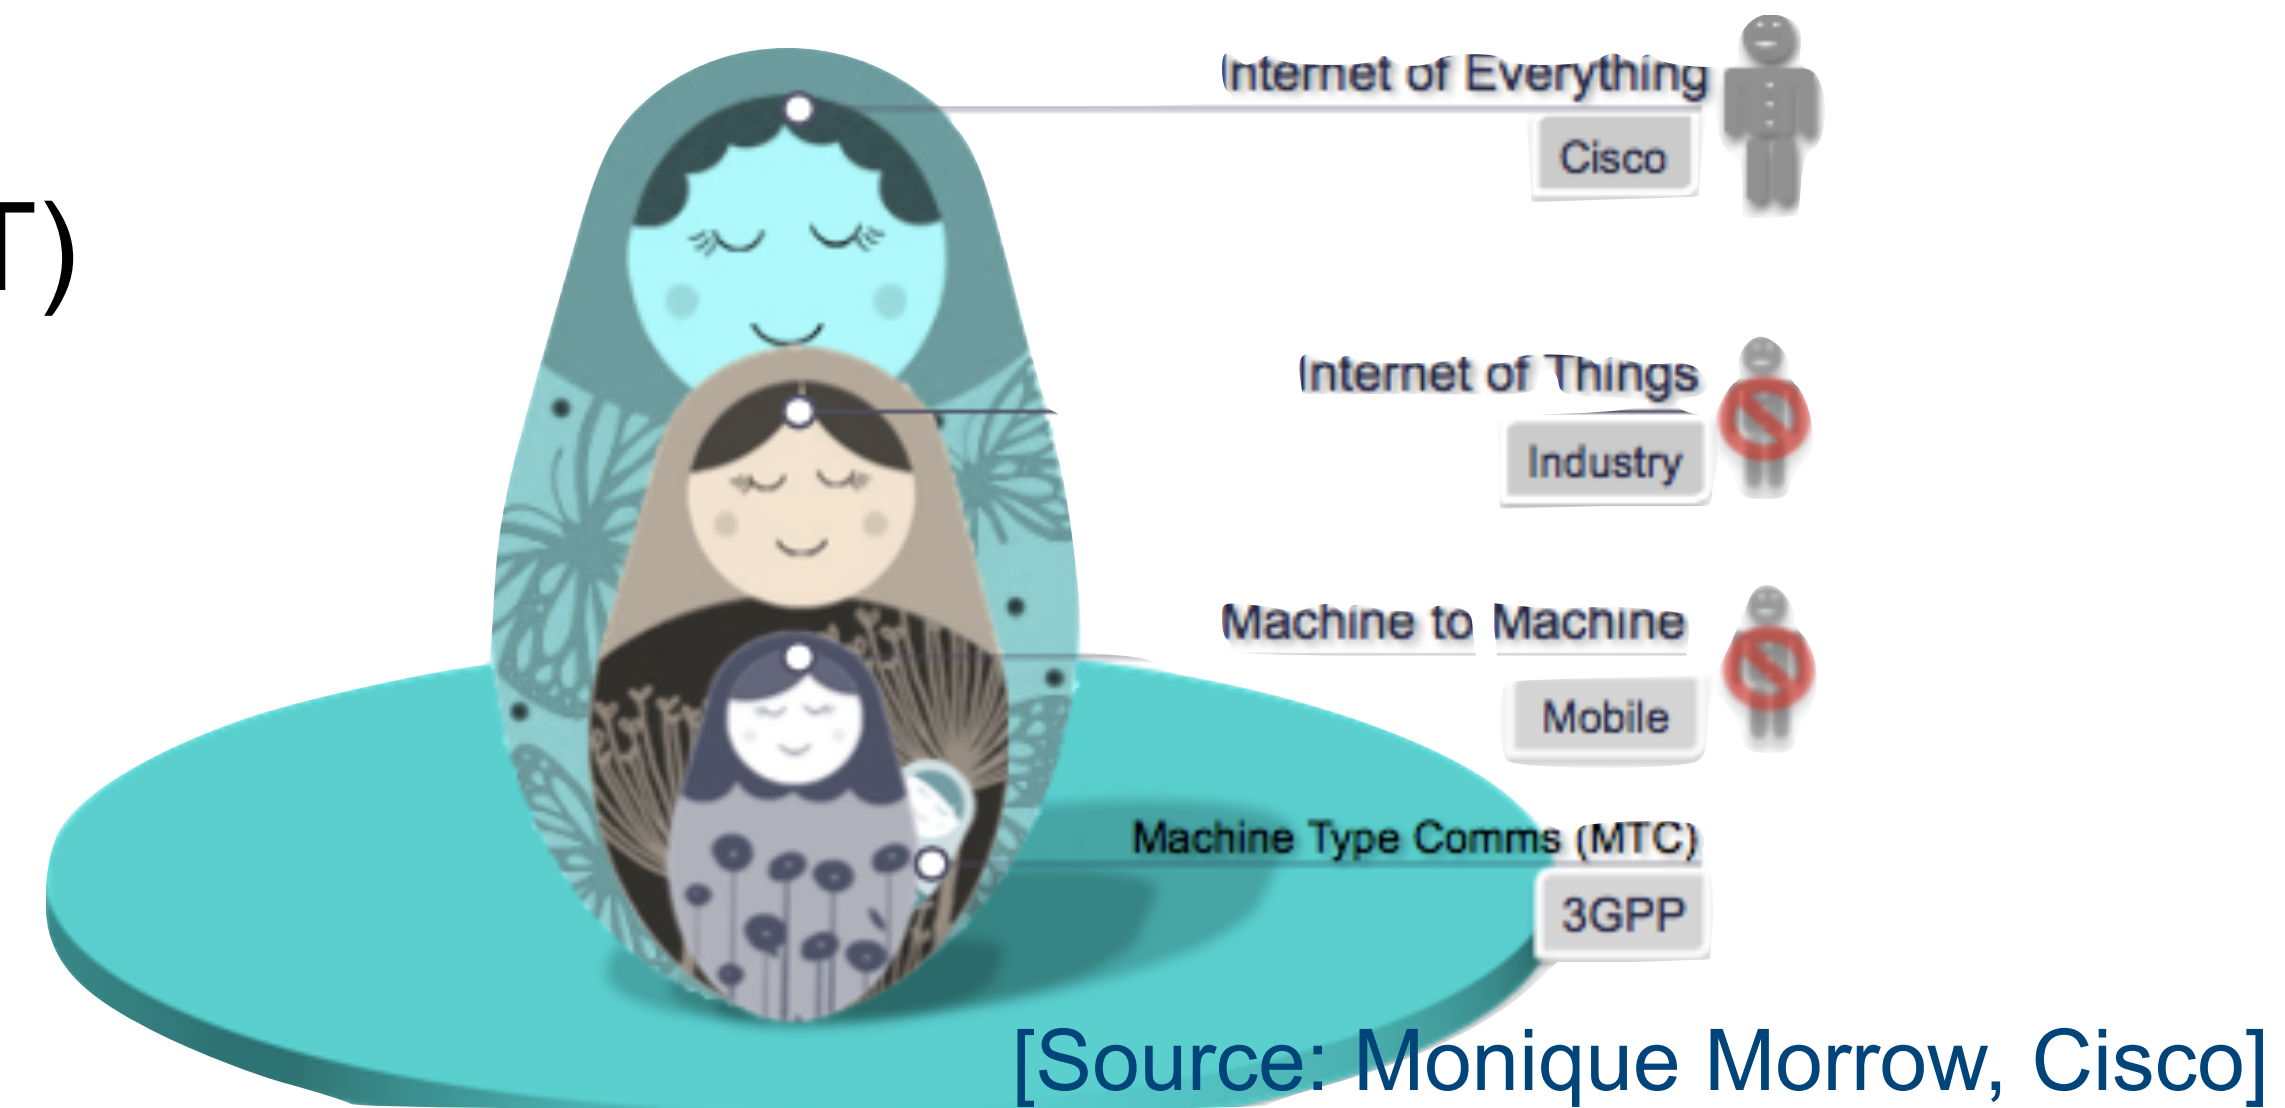 Internet of Everything
Cisco
T)
Internet of Things
Industry
Machine to Machine
Mobile
Machine Type Comms (MTC)
3GPP
[Source: Monique Morrow, Cisco]